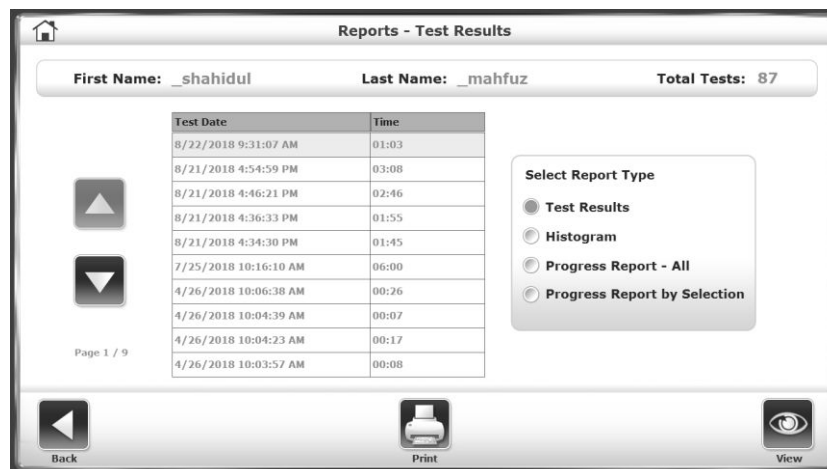 Reports - Test Results
First Name: _shahidul Last Name: _mahfuz Total Tests: 87
Test Date Time
8/22/2018 9:31:07 AM 01:03
8/21/2018 4:54:59 PM 03:08
8/21/2018 4:46:21 PM 02:46
8/21/2018 4:36:33 PM 01:55
8/21/2018 4:34:30 PM 01:45
7/25/2018 10:16:10 AM 06:00
4/26/2018 10:06:38 AM 00:26
4/26/2018 10:04:39 AM 00:07
4/26/2018 10:04:23 AM 00:17
4/26/2018 10:03:57 AM 00:08
Page 1 / 9
Select Report Type
Test Results
Histogram
Progress Report - All
Progress Report by Selection
Back Print View